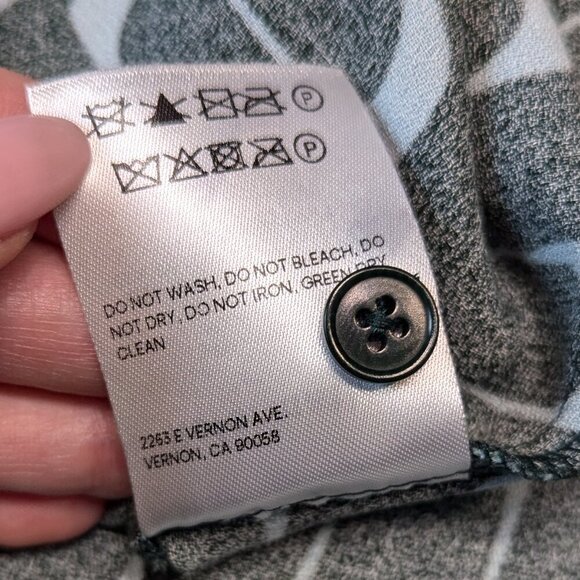 P
P
DO NOT WASH, DO NOT BLEACH, DO
NOT DRY, DO NOT IRON, GREEN DRY
CLEAN
2263 E VERNON AVE.
VERNON, CA 90058